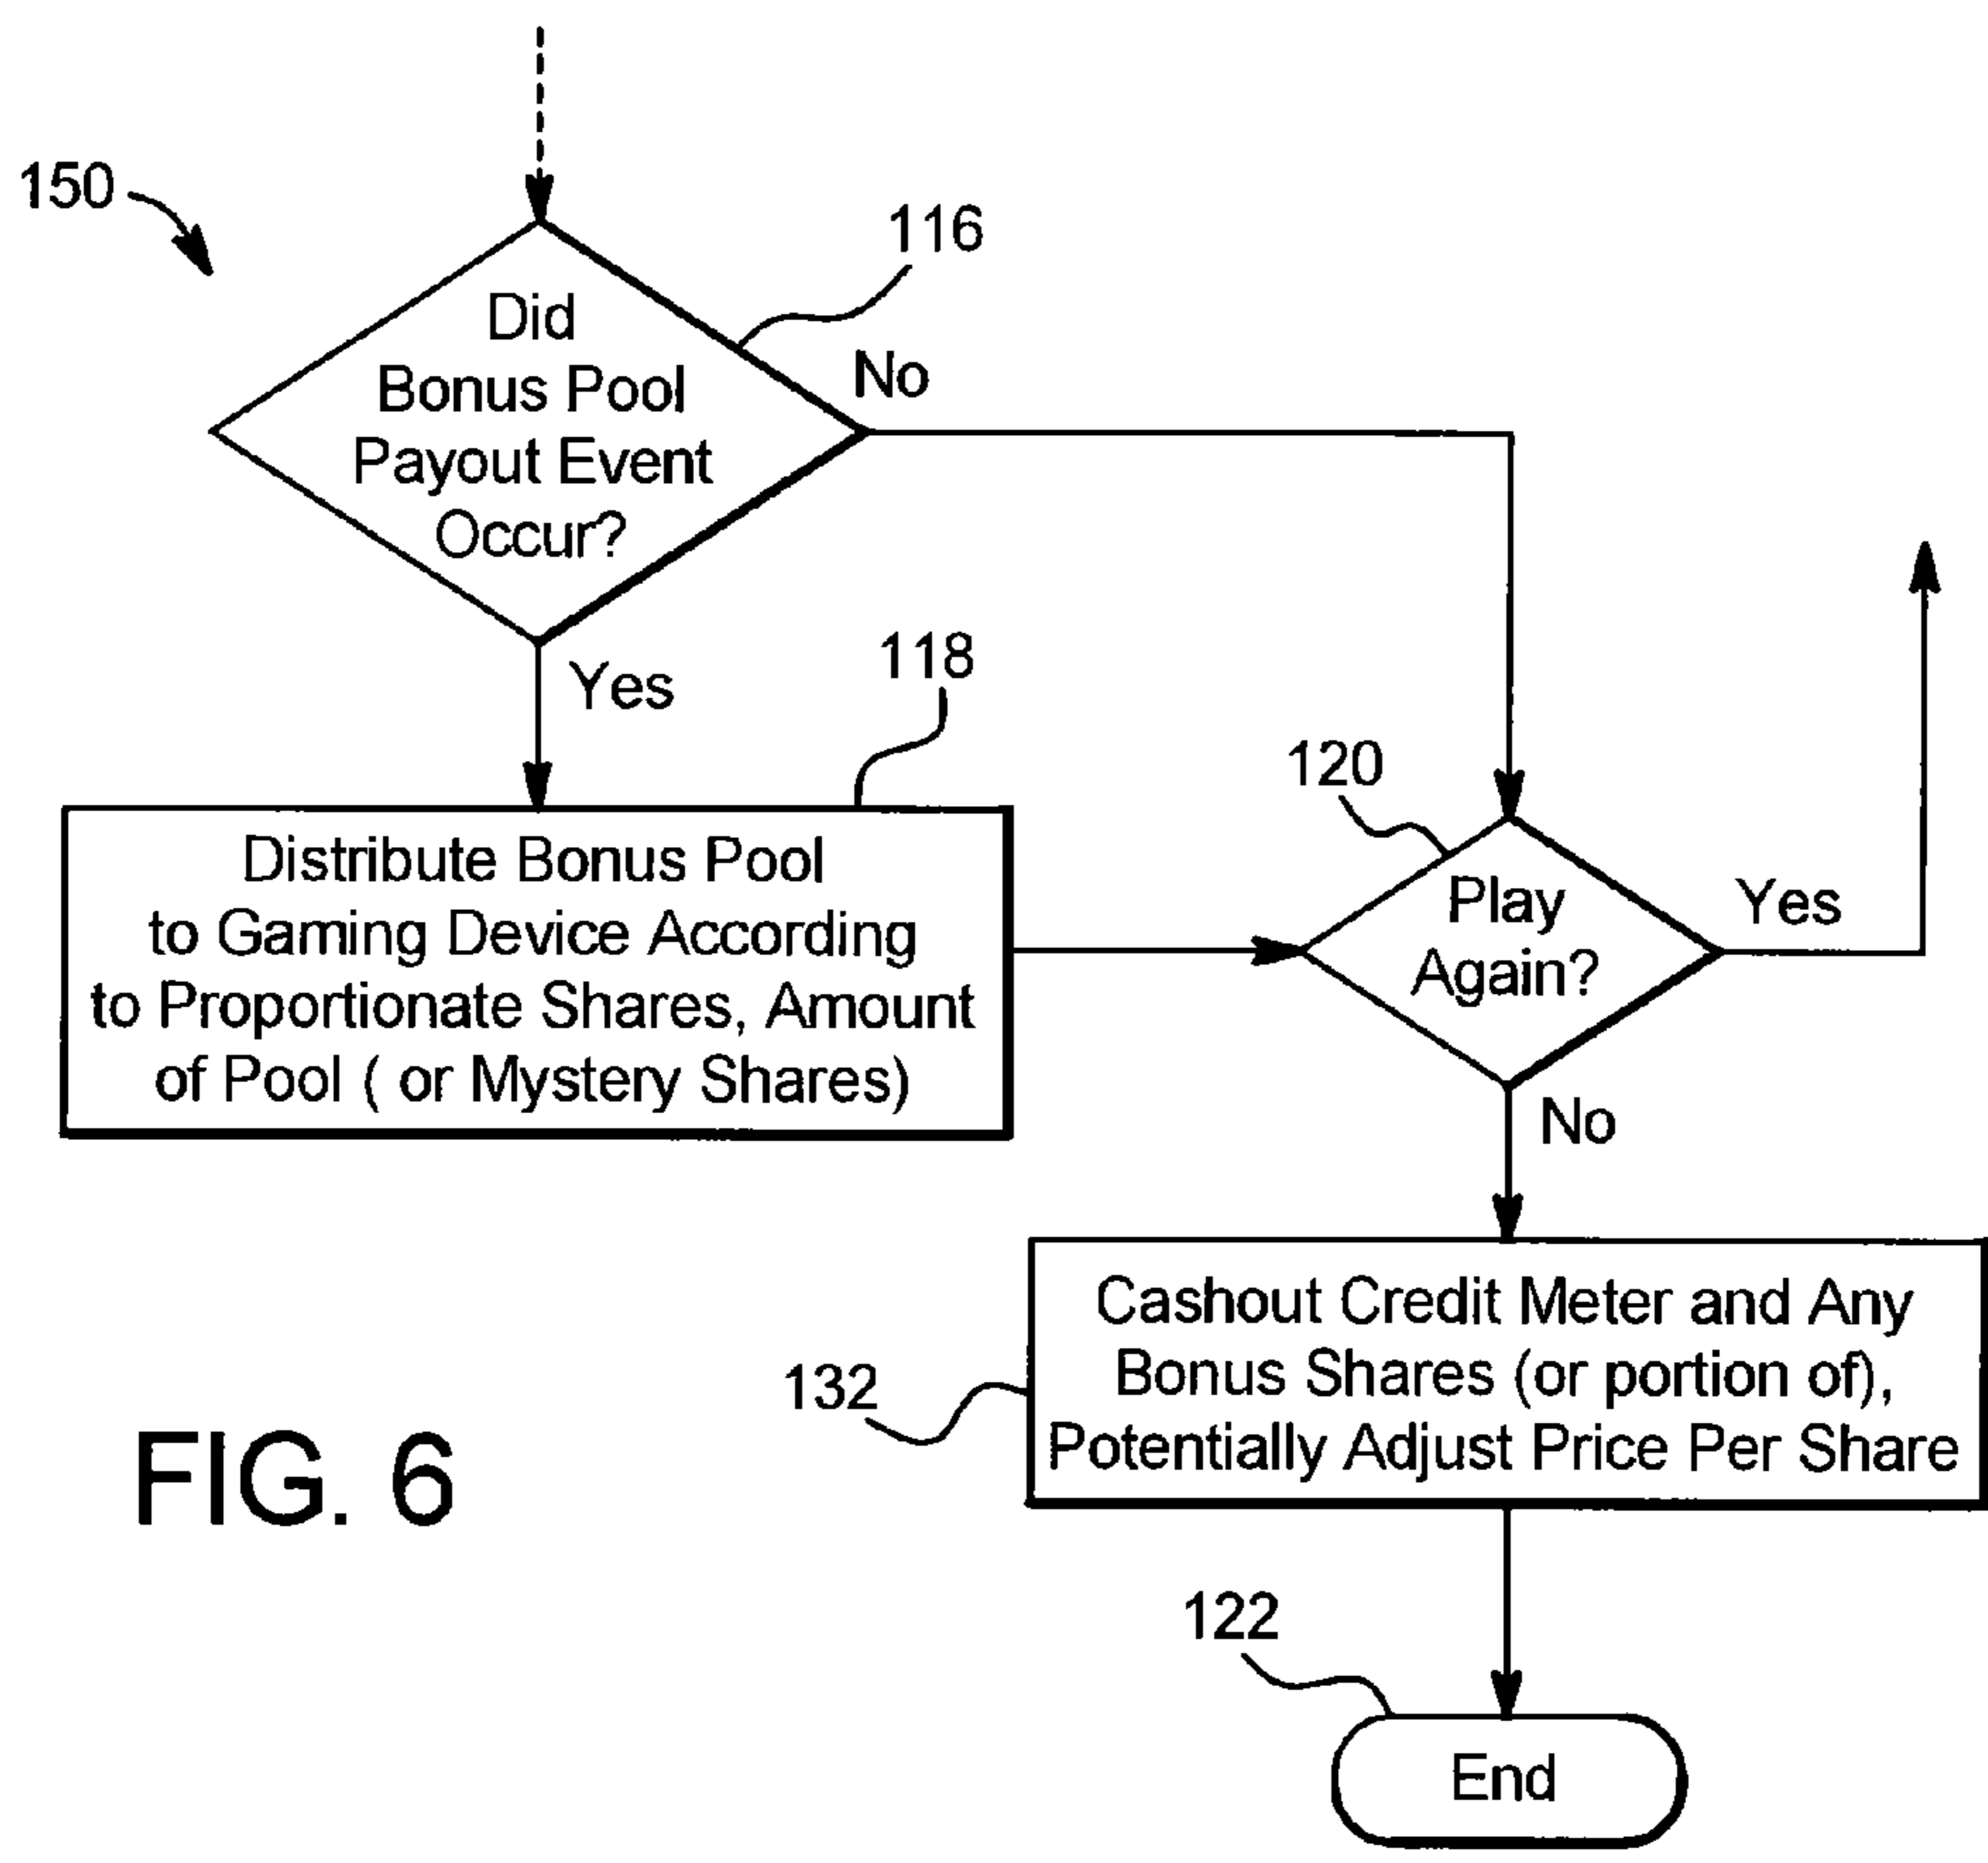 150
116
Did
Bonus Pool
Payout Event
Occur?
No
Yes
118
Distribute Bonus Pool
to Gaming Device According
to Proportionate Shares, Amount
of Pool ( or Mystery Shares)
120
Play
Again?
Yes
No
132
Cashout Credit Meter and Any
Bonus Shares (or portion of),
Potentially Adjust Price Per Share
122
End
FIG. 6